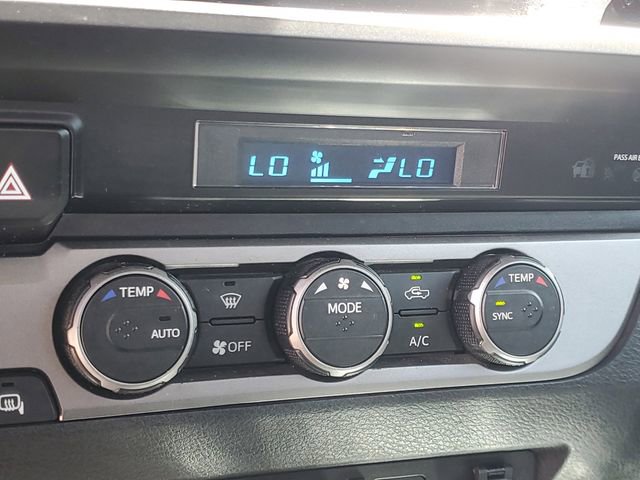 LO LO
PASS AIR
TEMP
AUTO
OFF
MODE
A/C
TEMP
SYNC